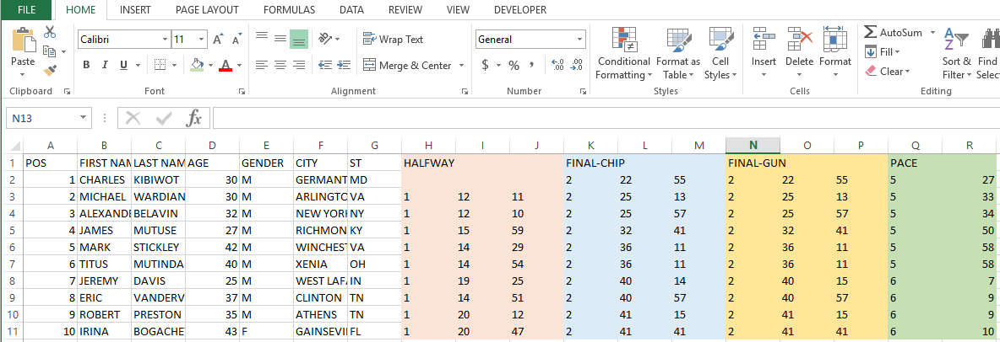 FILE HOME INSERT PAGE LAYOUT FORMULAS DATA REVIEW VIEW DEVELOPER
Calibri 11 Wrap Text General AutoSum
Paste Conditional Format as Cell Insert Delete Format Fill Sort & Find
B I U Merge & Center $ % , Formatting Table Styles Clear Filter Selec
Clipboard Font Alignment Number Styles Cells Editing
N13 fx
A B C D E F G H I J K L M N O P Q R
1 POS FIRST NAM LAST NAM AGE GENDER CITY ST HALFWAY FINAL-CHIP FINAL-GUN PACE
2 1 CHARLES KIBIWOT 30 M GERMANT MD 2 22 55 2 22 55 5 27
3 2 MICHAEL WARDIAN 30 M ARLINGTO VA 1 12 11 2 25 13 2 25 13 5 33
4 3 ALEXAND BELAVIN 32 M NEW YOR NY 1 12 10 2 25 57 2 25 57 5 34
5 4 JAMES MUTUSE 27 M RICHMON KY 1 15 59 2 32 41 2 32 41 5 50
6 5 MARK STICKLEY 42 M WINCHEST VA 1 14 29 2 36 11 2 36 11 5 58
7 6 TITUS MUTINDA 40 M XENIA OH 1 14 54 2 36 11 2 36 11 5 58
8 7 JEREMY DAVIS 25 M WEST LAFA IN 1 19 25 2 40 14 2 40 15 6 7
9 8 ERIC VANDERV 37 M CLINTON TN 1 14 51 2 40 57 2 40 57 6 9
10 9 ROBERT PRESTON 35 M ATHENS TN 1 20 12 2 41 15 2 41 15 6 9
11 10 IRINA BOGACHE 43 F GAINSEVI FL 1 20 47 2 41 41 2 41 41 6 10